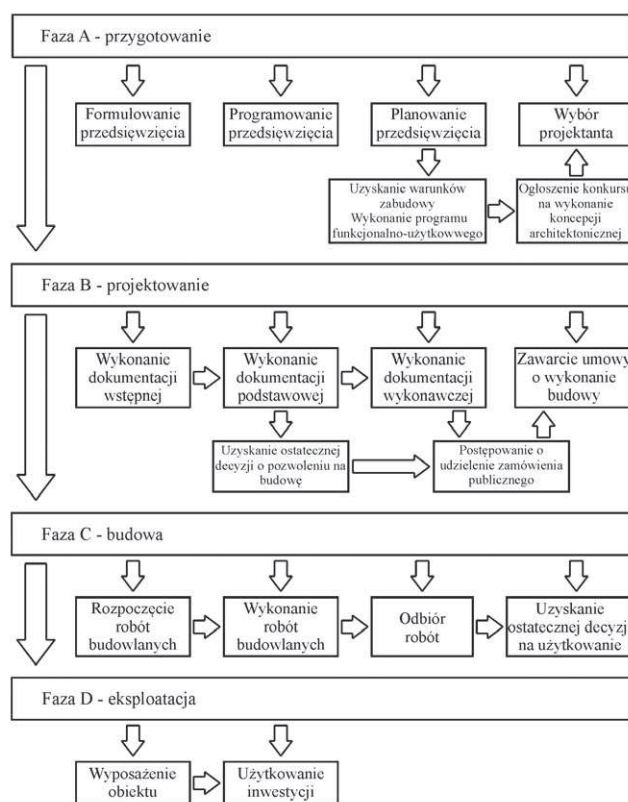 Faza A - przygotowanie
Formułowanie
przedsięwzięcia
Programowanie
przedsięwzięcia
Planowanie
przedsięwzięcia
Wybór
projektanta
Uzyskanie warunków
zabudowy
Wykonanie programu
funkcjonalno-użytkowwego
Ogłoszenie konkursu
na wykonanie
koncepcji
architektonicznej
Faza B - projektowanie
Wykonanie
dokumentacji
wstępnej
Wykonanie
dokumentacji
podstawowej
Wykonanie
dokumentacji
wykonawczej
Zawarcie umowy
o wykonanie
budowy
Uzyskanie ostatecznej
decyzji o pozwoleniu na
budowę
Postępowanie o
udzielenie zamówienia
publicznego
Faza C - budowa
Rozpoczęcie
robót
budowlanych
Wykonanie
robót
budowlanych
Odbiór
robót
Uzyskanie
ostatecznej decyzji
na użytkowanie
Faza D - eksploatacja
Wyposażenie
obiektu
Użytkowanie
inwestycji